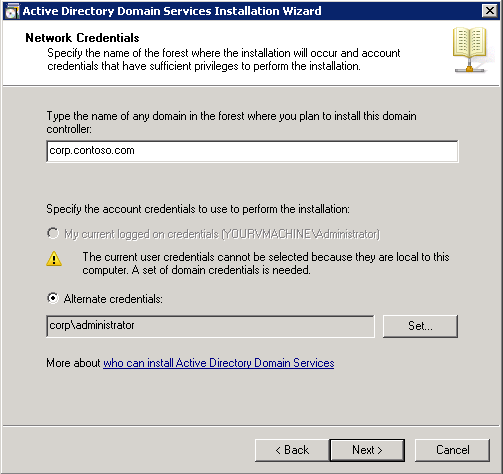 Active Directory Domain Services Installation Wizard
Network Credentials
Specify the name of the forest where the installation will occur and account
credentials that have sufficient privileges to perform the installation.
Type the name of any domain in the forest where you plan to install this domain
controller:
corp.contoso.com
Specify the account credentials to use to perform the installation:
My current logged on credentials (YOURVMACHINE\Administrator)
The current user credentials cannot be selected because they are local to this
computer. A set of domain credentials is needed.
Alternate credentials:
corp\administrator
Set...
More about who can install Active Directory Domain Services
< Back
Next >
Cancel